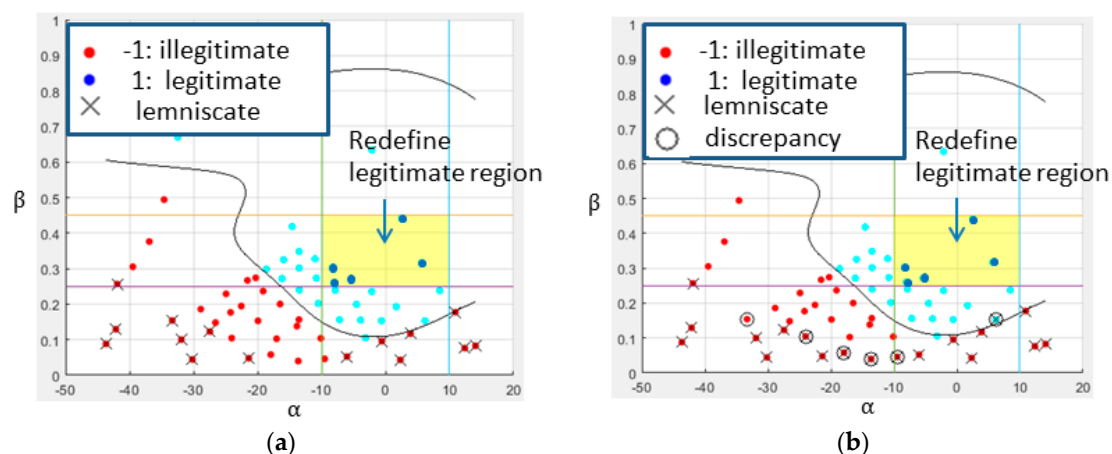 -1: illegitimate
1: legitimate
lemniscate
Redefine
legitimate region
1
0.9
0.8
0.7
0.6
0.5
0.4
0.3
0.2
0.1
0
β
-50 -40 -30 -20 -10 0 10 20
α
(a)
-1: illegitimate
1: legitimate
lemniscate
discrepancy
Redefine
legitimate region
1
0.9
0.8
0.7
0.6
0.5
0.4
0.3
0.2
0.1
0
β
-50 -40 -30 -20 -10 0 10 20
α
(b)